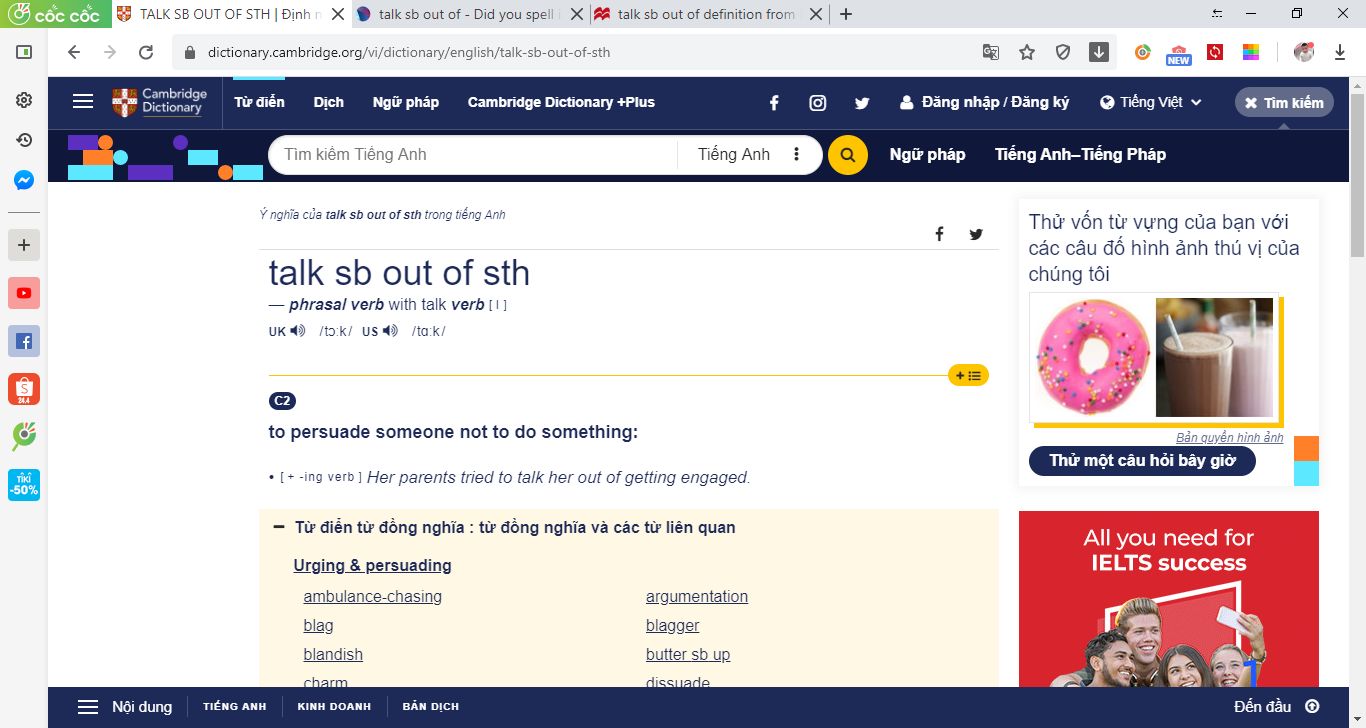 cốc cốc
TALK SB OUT OF STH | Định n
talk sb out of - Did you spell i
talk sb out of definition from
dictionary.cambridge.org/vi/dictionary/english/talk-sb-out-of-sth
NEW
Cambridge
Dictionary
Từ điển
Dịch
Ngữ pháp
Cambridge Dictionary +Plus
Đăng nhập / Đăng ký
Tiếng Việt
Tìm kiếm
Tìm kiếm Tiếng Anh
Tiếng Anh
Ngữ pháp
Tiếng Anh–Tiếng Pháp
Ý nghĩa của talk sb out of sth trong tiếng Anh
talk sb out of sth
— phrasal verb with talk verb [ I ]
UK /tɔːk/ US /tɑːk/
C2
to persuade someone not to do something:
• [ + -ing verb ] Her parents tried to talk her out of getting engaged.
Từ điển từ đồng nghĩa : từ đồng nghĩa và các từ liên quan
Urging & persuading
ambulance-chasing
argumentation
blag
blagger
blandish
butter sb up
charm
dissuade
Thử vốn từ vựng của bạn với
các câu đố hình ảnh thú vị của
chúng tôi
Bản quyền hình ảnh
Thử một câu hỏi bây giờ
All you need for
IELTS success
24.4
TIKI
-50%
Nội dung
TIẾNG ANH
KINH DOANH
BẢN DỊCH
Đến đầu